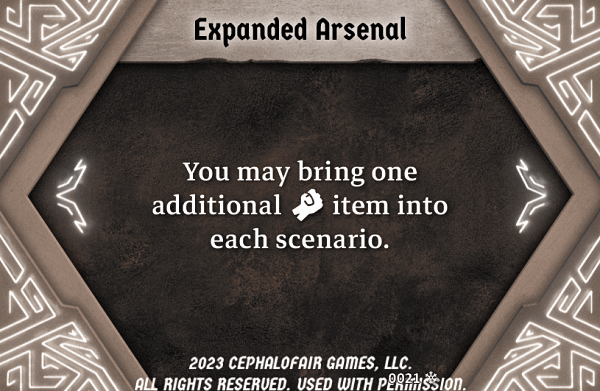 Expanded Arsenal
You may bring one
additional item into
each scenario.
2023 CEPHALOFAIR GAMES, LLC.
ALL RIGHTS RESERVED. USED WITH PERMISSION.
0021